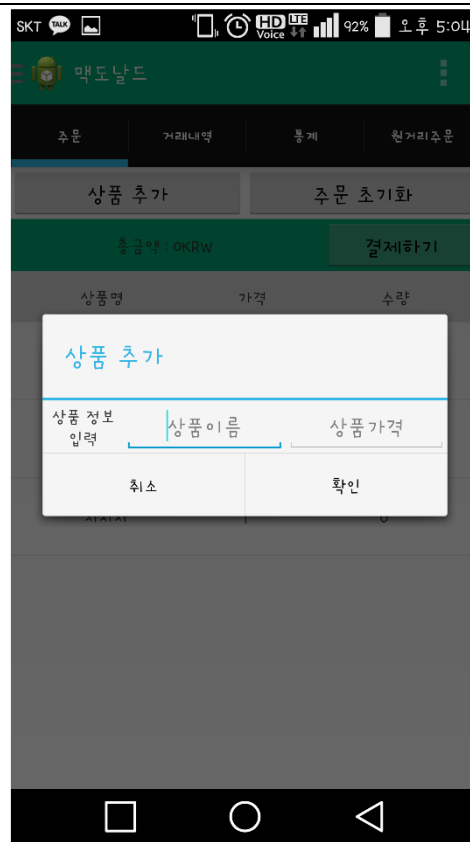 SKT TALK HD Voice LTE 92% 오후 5:04
맥도날드
주문 거래내역 통계 원거리주문
상품 추가 주문 초기화
총금액 : 0KRW 결제하기
상품명 가격 수량
상품 추가
상품 정보 입력 상품이름 상품가격
취소 확인